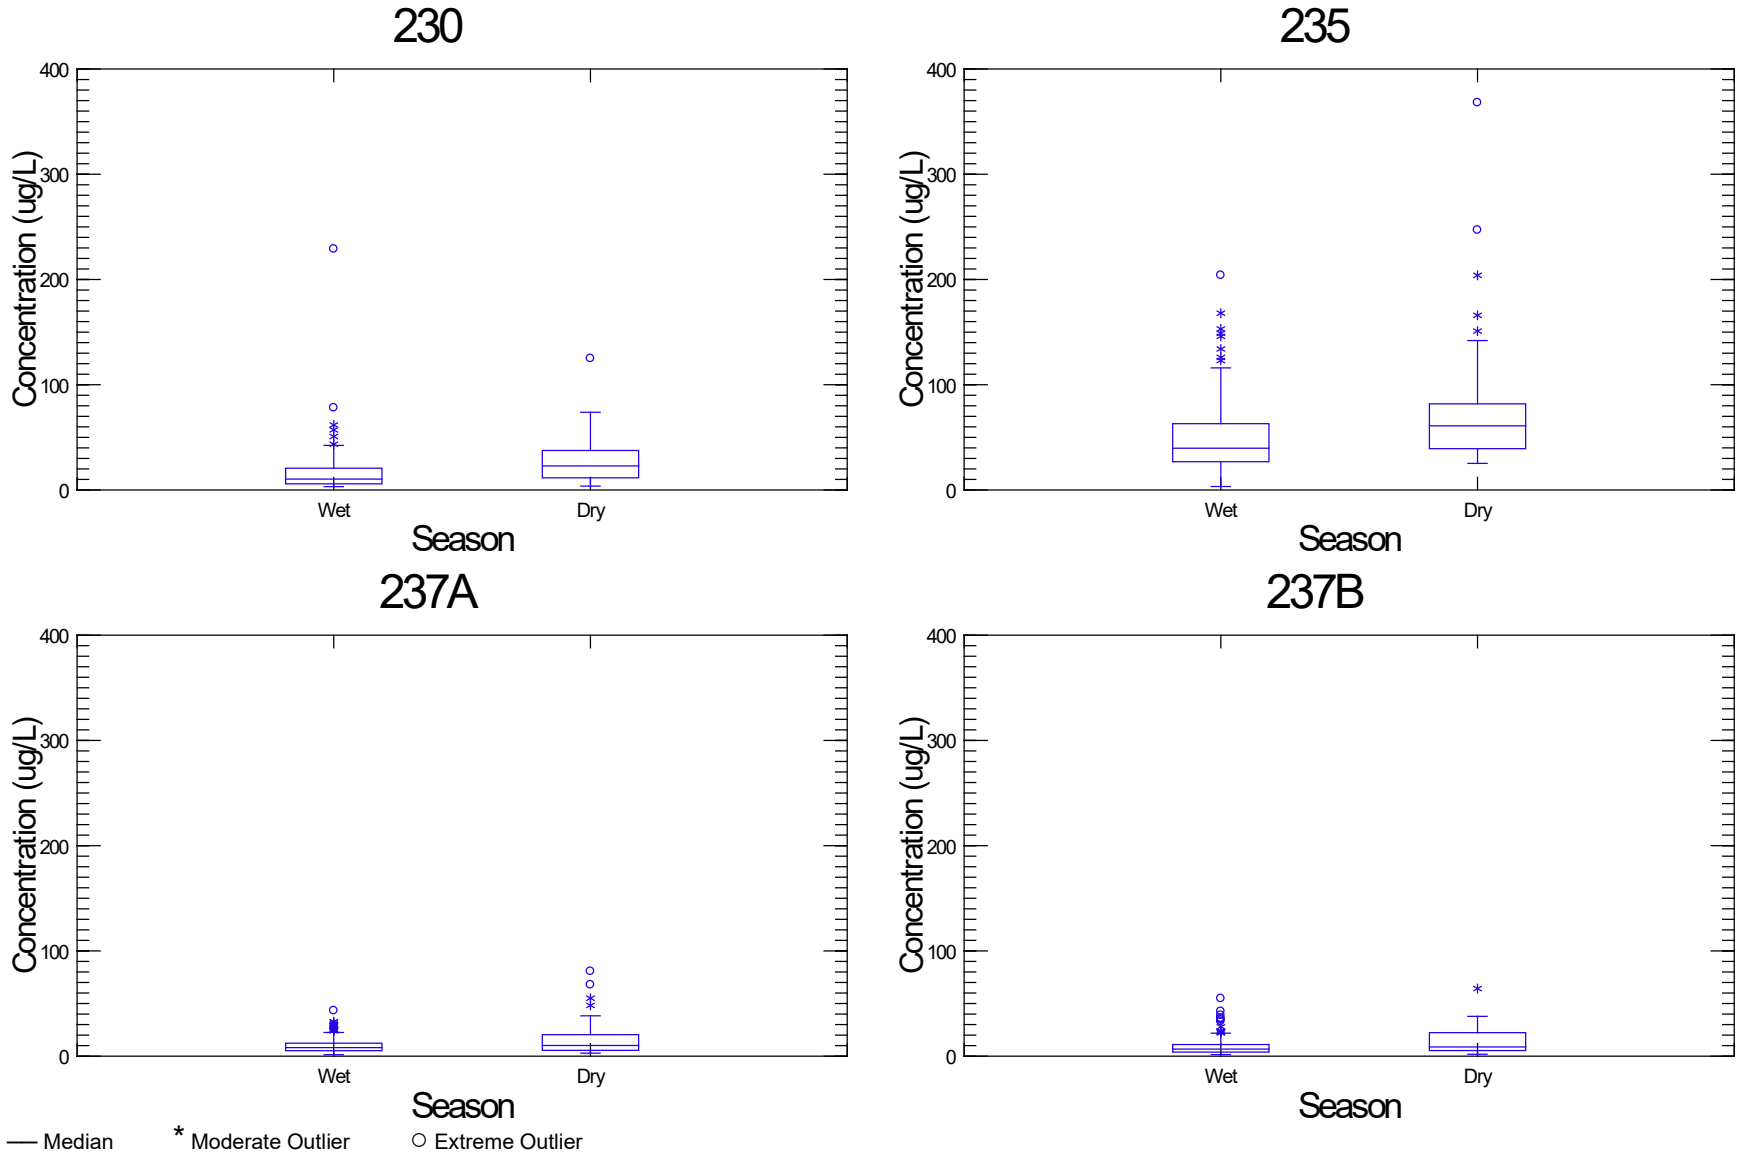 230
235
400
300
200
100
0
Concentration (ug/L)
Wet
Dry
Season
400
300
200
100
0
Concentration (ug/L)
Wet
Dry
Season
237A
237B
400
300
200
100
0
Concentration (ug/L)
Wet
Dry
Season
400
300
200
100
0
Concentration (ug/L)
Wet
Dry
Season
— Median * Moderate Outlier ○ Extreme Outlier